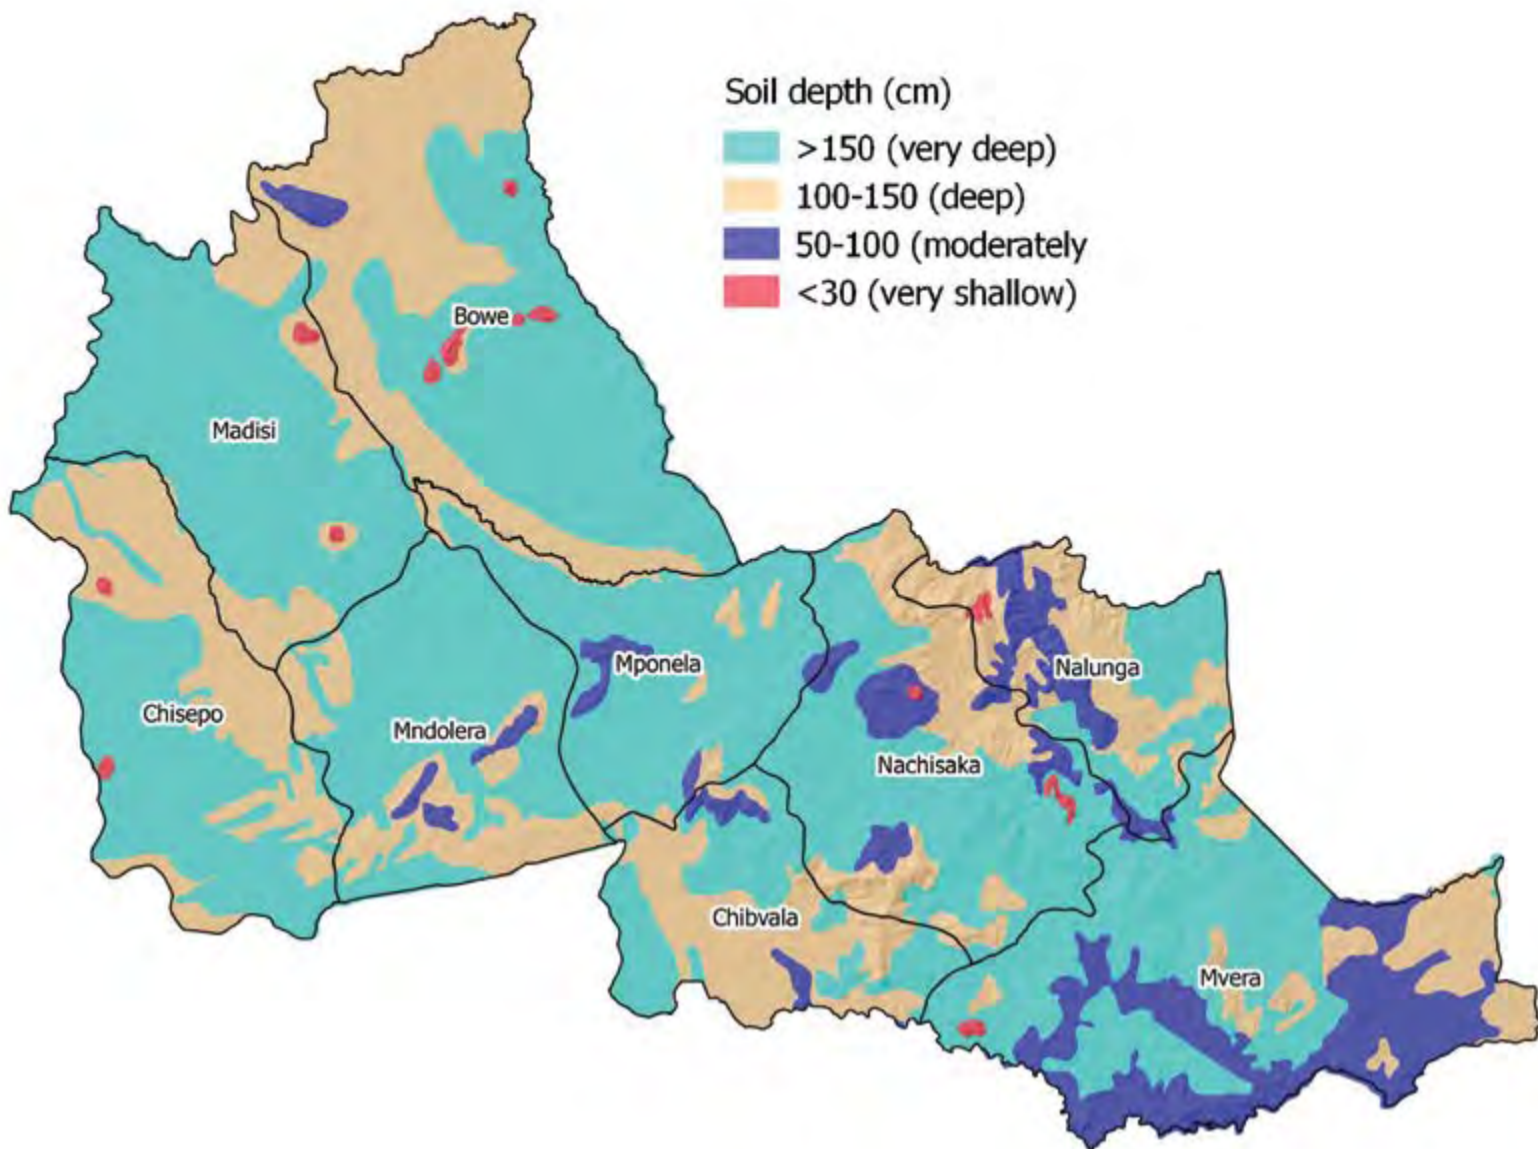 Soil depth (cm)
>150 (very deep)
100-150 (deep)
50-100 (moderately
<30 (very shallow)
Bowe
Madisi
Mponela
Nalunga
Chisepo
Mndolera
Nachisaka
Chibvala
Mvera